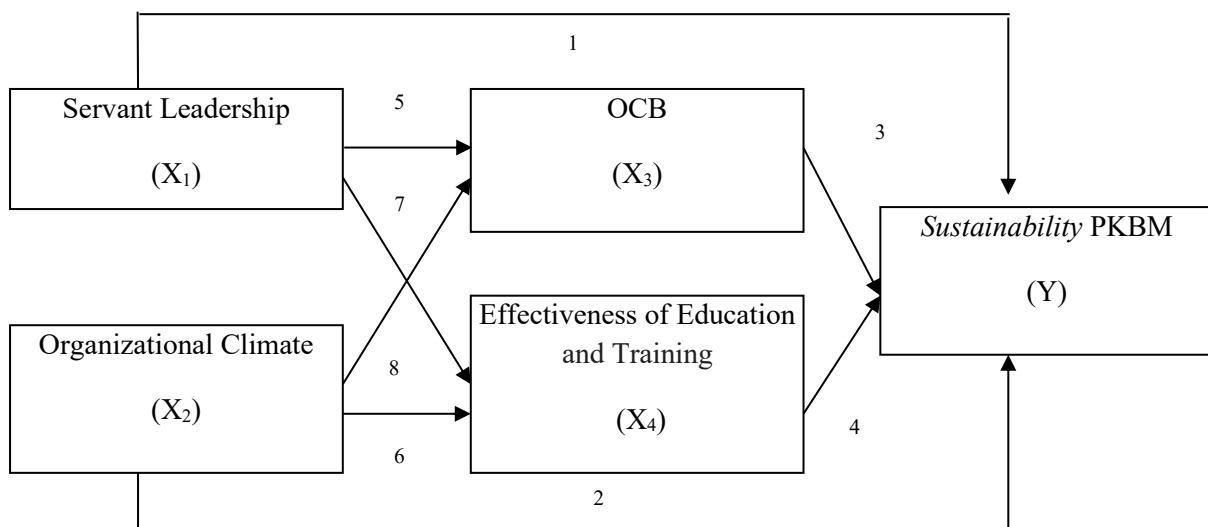 1
Servant Leadership
(X₁)
5
OCB
(X₃)
3
7
Sustainability PKBM
(Y)
Organizational Climate
(X₂)
8
6
Effectiveness of Education
and Training
(X₄)
4
2